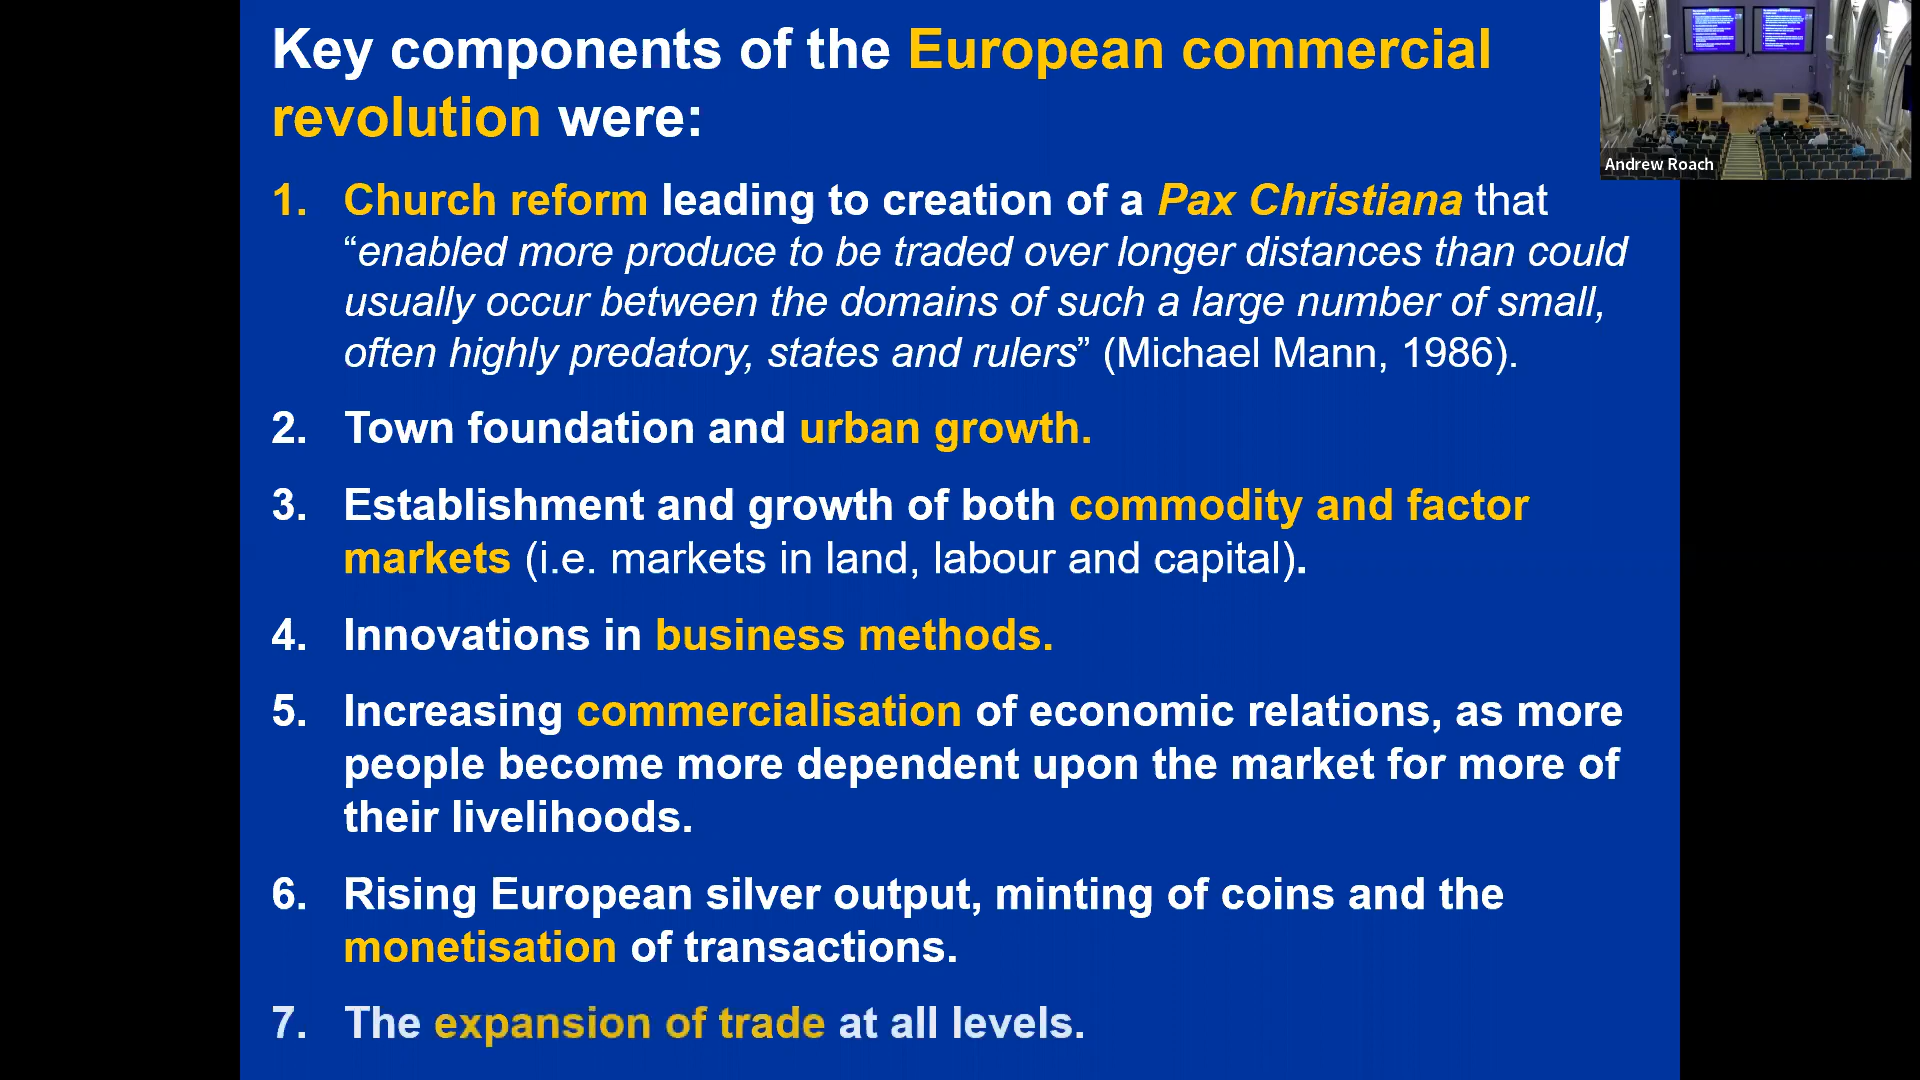 Key components of the European commercial
revolution were:
1. Church reform leading to creation of a Pax Christiana that
“enabled more produce to be traded over longer distances than could
usually occur between the domains of such a large number of small,
often highly predatory, states and rulers” (Michael Mann, 1986).
2. Town foundation and urban growth.
3. Establishment and growth of both commodity and factor
markets (i.e. markets in land, labour and capital).
4. Innovations in business methods.
5. Increasing commercialisation of economic relations, as more
people become more dependent upon the market for more of
their livelihoods.
6. Rising European silver output, minting of coins and the
monetisation of transactions.
7. The expansion of trade at all levels.
Andrew Roach